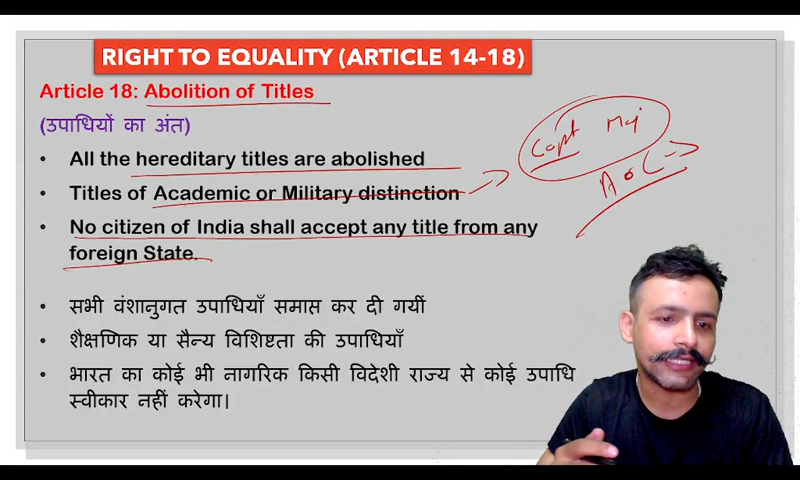 RIGHT TO EQUALITY (ARTICLE 14-18)
Article 18: Abolition of Titles
(उपाधियों का अंत)
• All the hereditary titles are abolished
• Titles of Academic or Military distinction
• No citizen of India shall accept any title from any
foreign State.
Capt Maj
• सभी वंशानुगत उपाधियाँ समाप्त कर दी गयीं
• शैक्षणिक या सैन्य विशिष्टता की उपाधियाँ
• भारत का कोई भी नागरिक किसी विदेशी राज्य से कोई उपाधि
स्वीकार नहीं करेगा।